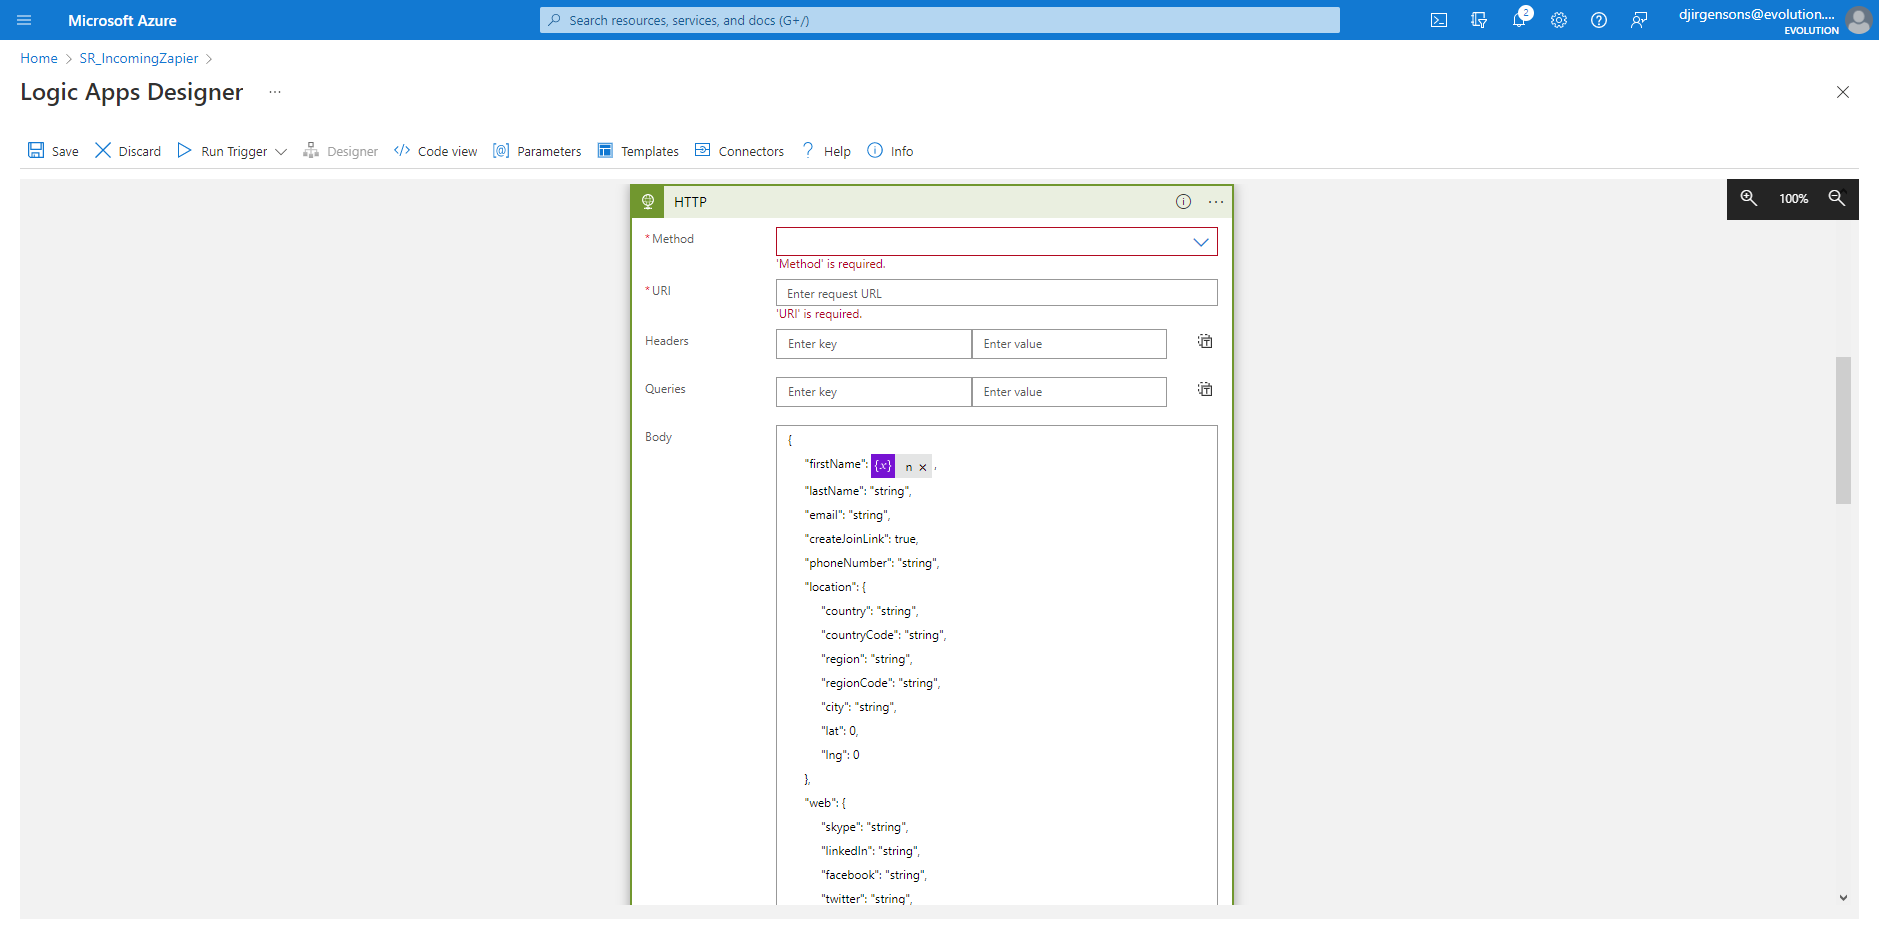 Microsoft Azure
Search resources, services, and docs (G+/)
2
djirgensons@evolution....
EVOLUTION
Home > SR_IncomingZapier >
Logic Apps Designer ...
Save Discard Run Trigger Designer Code view Parameters Templates Connectors Help Info
HTTP
100%
* Method
'Method' is required.
* URI Enter request URL
'URI' is required.
Headers Enter key Enter value
Queries Enter key Enter value
Body
{
"firstName": {x} n × ,
"lastName": "string",
"email": "string",
"createJoinLink": true,
"phoneNumber": "string",
"location": {
"country": "string",
"countryCode": "string",
"region": "string",
"regionCode": "string",
"city": "string",
"lat": 0,
"lng": 0
},
"web": {
"skype": "string",
"linkedIn": "string",
"facebook": "string",
"twitter": "string",